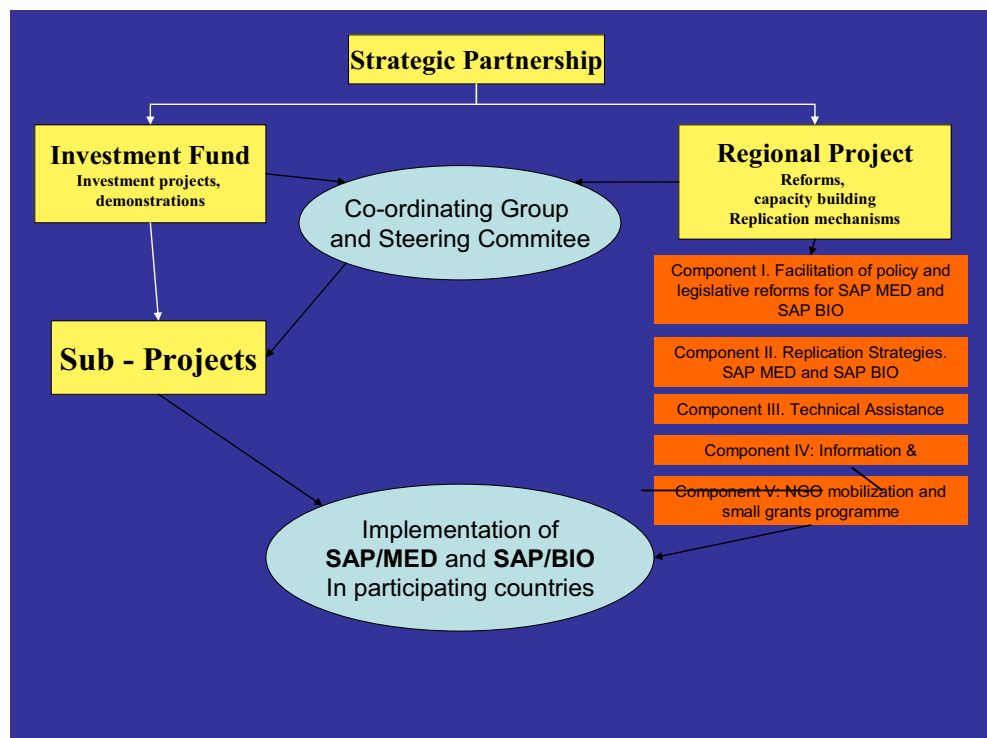 Strategic Partnership
Investment Fund
Investment projects,
demonstrations
Regional Project
Reforms,
capacity building
Replication mechanisms
Co-ordinating Group
and Steering Commitee
Component I. Facilitation of policy and
legislative reforms for SAP MED and
SAP BIO
Sub - Projects
Component II. Replication Strategies.
SAP MED and SAP BIO
Component III. Technical Assistance
Component IV: Information &
Component V: NGO mobilization and
small grants programme
Implementation of
SAP/MED and SAP/BIO
In participating countries